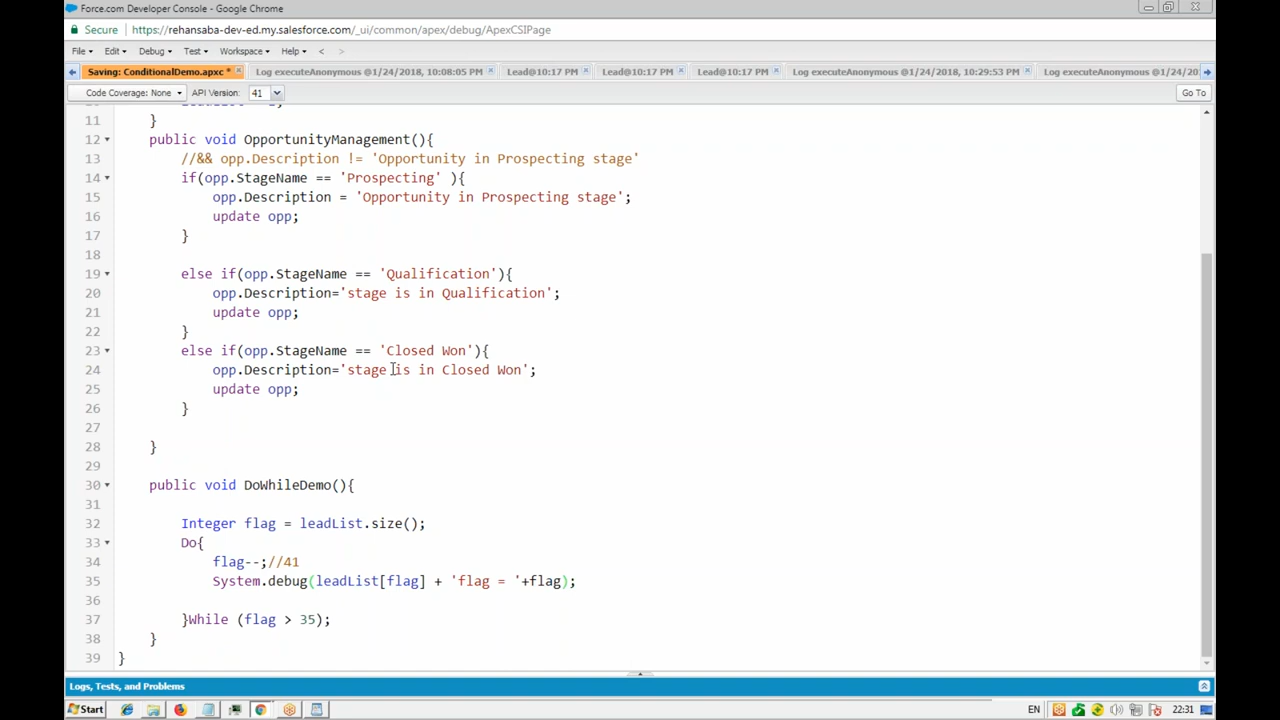 Force.com Developer Console - Google Chrome
Secure https://rehansaba-dev-ed.my.salesforce.com/_ui/common/apex/debug/ApexCSIPage
File Edit Debug Test Workspace Help < >
Saving: ConditionalDemo.apxc * Log executeAnonymous @1/24/2018, 10:08:05 PM Lead@10:17 PM Lead@10:17 PM Lead@10:17 PM Log executeAnonymous @1/24/2018, 10:29:53 PM Log executeAnonymous @1/24/20
Code Coverage: None API Version: 41 Go To
11 }
12 public void OpportunityManagement(){
13 //&& opp.Description != 'Opportunity in Prospecting stage'
14 if(opp.StageName == 'Prospecting' ){
15 opp.Description = 'Opportunity in Prospecting stage';
16 update opp;
17 }
18
19 else if(opp.StageName == 'Qualification'){
20 opp.Description='stage is in Qualification';
21 update opp;
22 }
23 else if(opp.StageName == 'Closed Won'){
24 opp.Description='stage is in Closed Won';
25 update opp;
26 }
27
28 }
29
30 public void DoWhileDemo(){
31
32 Integer flag = leadList.size();
33 Do{
34 flag--;//41
35 System.debug(leadList[flag] + 'flag = '+flag);
36
37 }While (flag > 35);
38 }
39 }
Logs, Tests, and Problems
Start EN 22:31